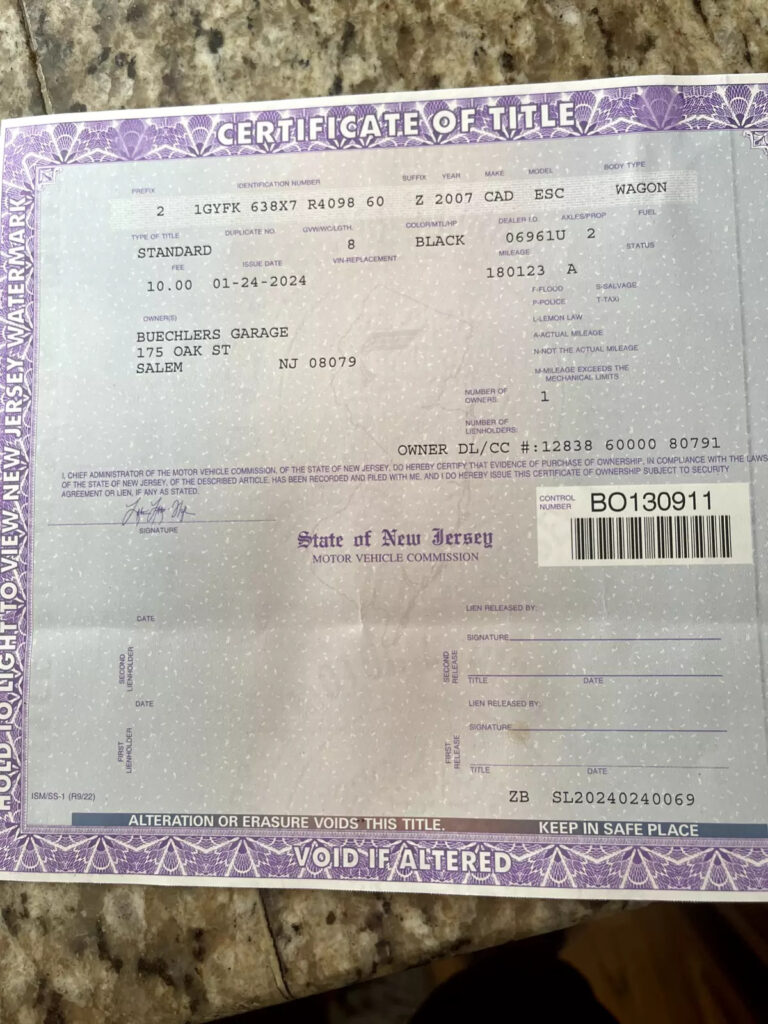 CERTIFICATE OF TITLE
PREFIX IDENTIFICATION NUMBER SUFFIX YEAR MAKE MODEL BODY TYPE
2 1GYFK 638X7 R4098 60 Z 2007 CAD ESC WAGON
TYPE OF TITLE DUPLICATE NO. GVW/WC/LGTH. COLOR/MTL/HP DEALER I.D. AXLES/PROP FUEL
STANDARD 8 BLACK 06961U 2
FEE ISSUE DATE VIN-REPLACEMENT MILEAGE STATUS
10.00 01-24-2024 180123 A
F-FLOOD S-SALVAGE
P-POLICE T-TAXI
L-LEMON LAW
A-ACTUAL MILEAGE
N-NOT THE ACTUAL MILEAGE
M-MILEAGE EXCEEDS THE
MECHANICAL LIMITS
OWNER(S)
BUECHLERS GARAGE
175 OAK ST
SALEM NJ 08079
NUMBER OF
OWNERS: 1
NUMBER OF
LIENHOLDERS:
OWNER DL/CC #:12838 60000 80791
I, CHIEF ADMINISTRATOR OF THE MOTOR VEHICLE COMMISSION, OF THE STATE OF NEW JERSEY, DO HEREBY CERTIFY THAT EVIDENCE OF PURCHASE OF OWNERSHIP, IN COMPLIANCE WITH THE LAWS
OF THE STATE OF NEW JERSEY, OF THE DESCRIBED ARTICLE, HAS BEEN RECORDED AND FILED WITH ME, AND I DO HEREBY ISSUE THIS CERTIFICATE OF OWNERSHIP SUBJECT TO SECURITY
AGREEMENT OR LIEN, IF ANY AS STATED.
SIGNATURE
CONTROL
NUMBER BO130911
State of New Jersey
MOTOR VEHICLE COMMISSION
DATE
SECOND
LIENHOLDER
DATE
FIRST
LIENHOLDER
LIEN RELEASED BY:
SIGNATURE
SECOND
RELEASE
TITLE DATE
LIEN RELEASED BY:
SIGNATURE
FIRST
RELEASE
TITLE DATE
ISM/SS-1 (R9/22)
ZB SL20240240069
ALTERATION OR ERASURE VOIDS THIS TITLE. KEEP IN SAFE PLACE
VOID IF ALTERED
HOLD TO LIGHT TO VIEW NEW JERSEY WATERMARK